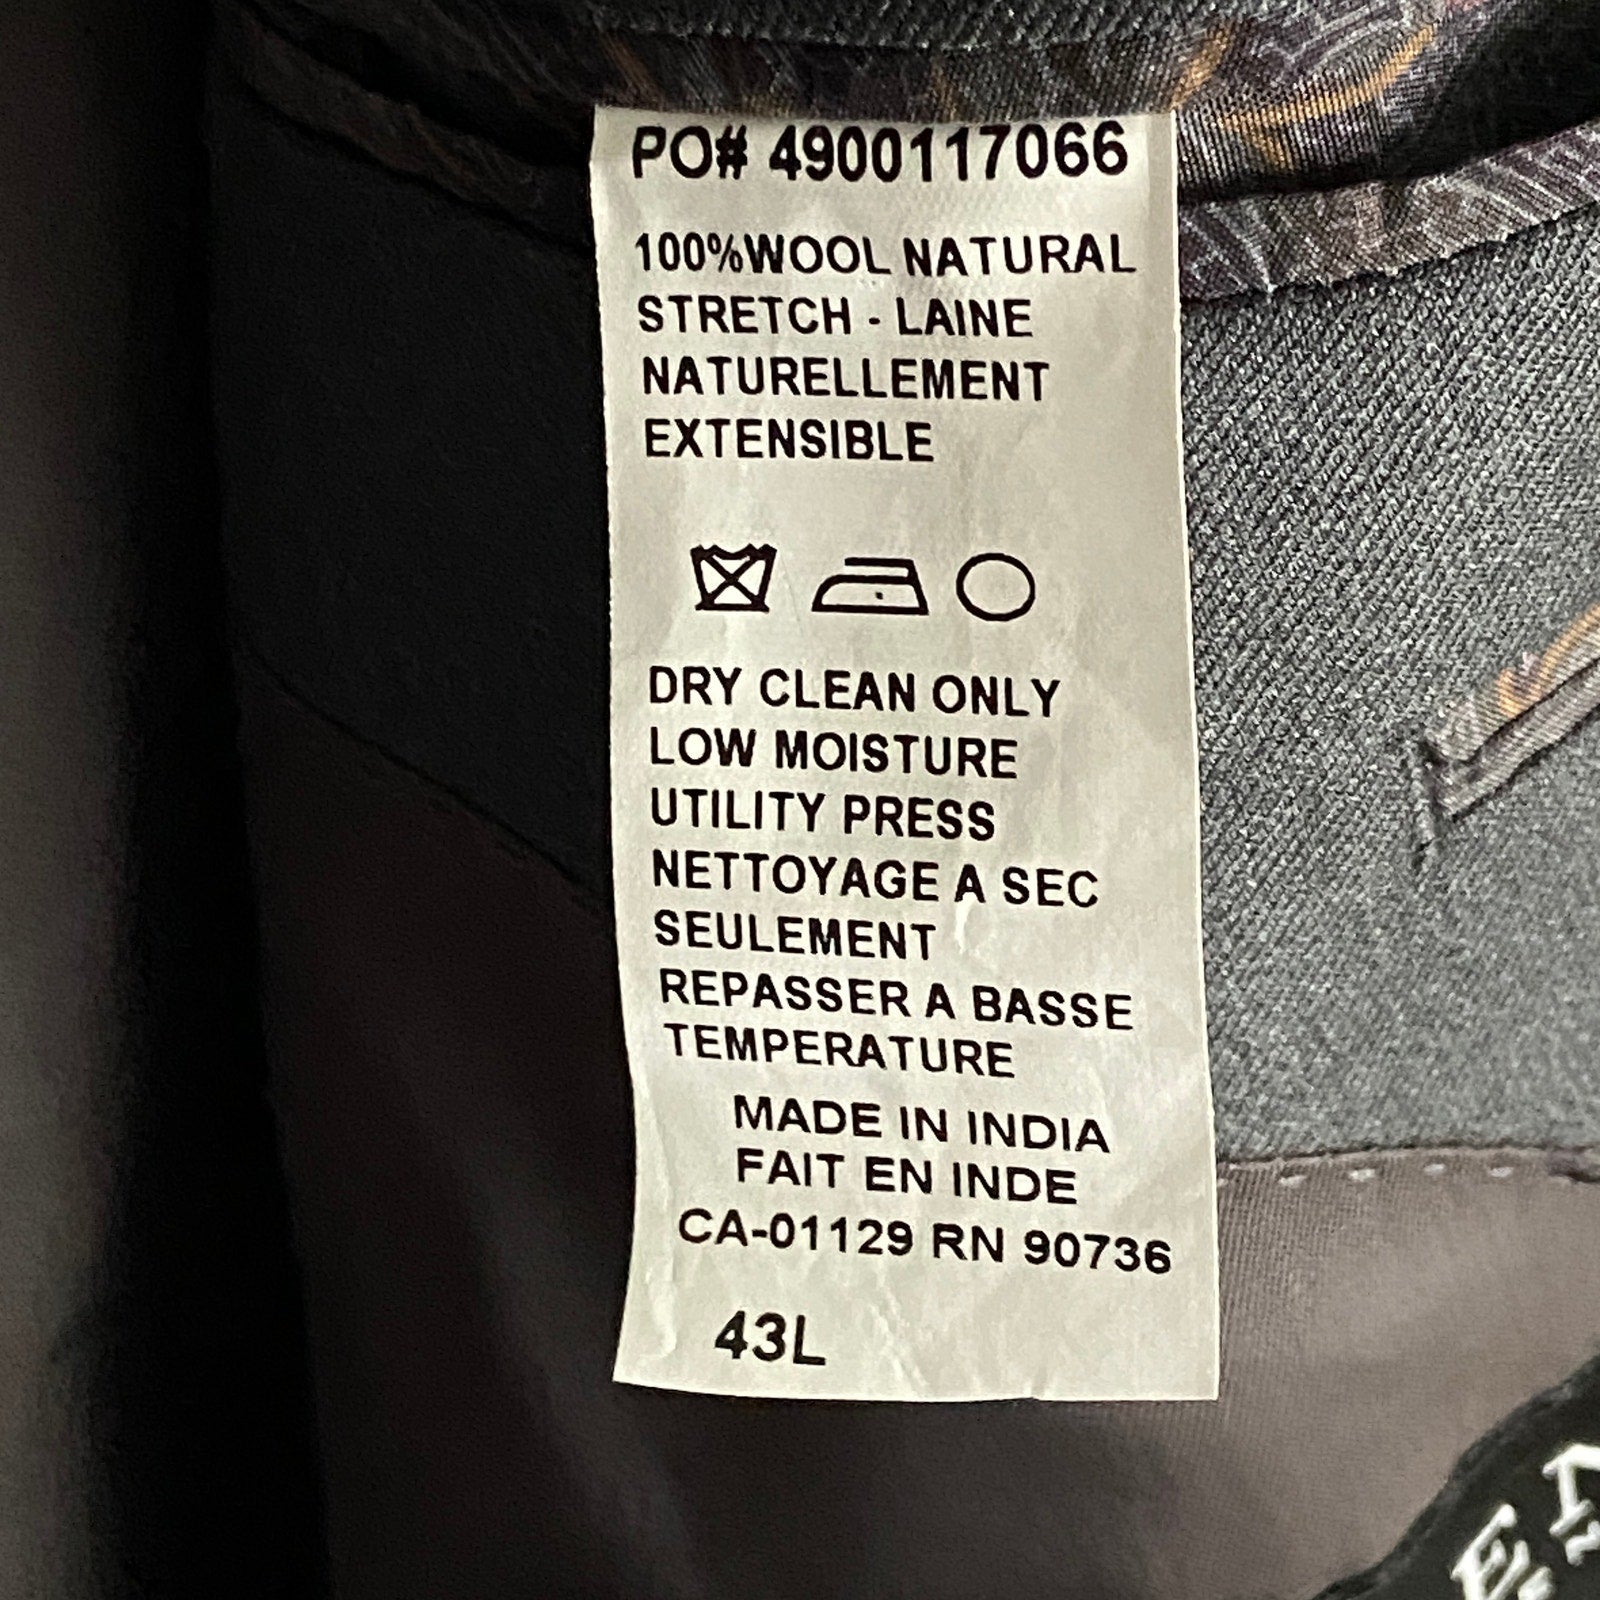 PO# 4900117066
100%WOOL NATURAL
STRETCH - LAINE
NATURELLEMENT
EXTENSIBLE
DRY CLEAN ONLY
LOW MOISTURE
UTILITY PRESS
NETTOYAGE A SEC
SEULEMENT
REPASSER A BASSE
TEMPERATURE
MADE IN INDIA
FAIT EN INDE
CA-01129 RN 90736
43L